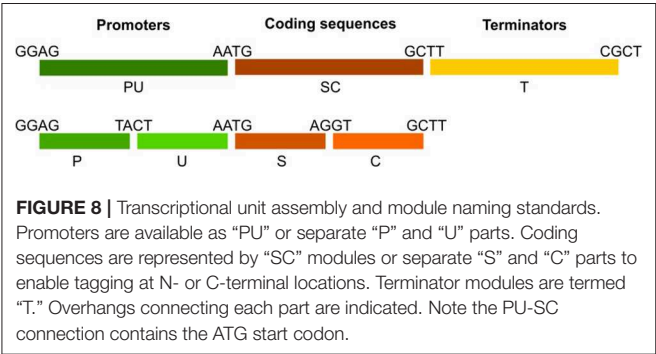 Promoters Coding sequences Terminators
GGAG AATG GCTT CGCT
PU SC T
GGAG TACT AATG AGGT GCTT
P U S C
FIGURE 8 | Transcriptional unit assembly and module naming standards.
Promoters are available as “PU” or separate “P” and “U” parts. Coding
sequences are represented by “SC” modules or separate “S” and “C” parts to
enable tagging at N- or C-terminal locations. Terminator modules are termed
“T.” Overhangs connecting each part are indicated. Note the PU-SC
connection contains the ATG start codon.